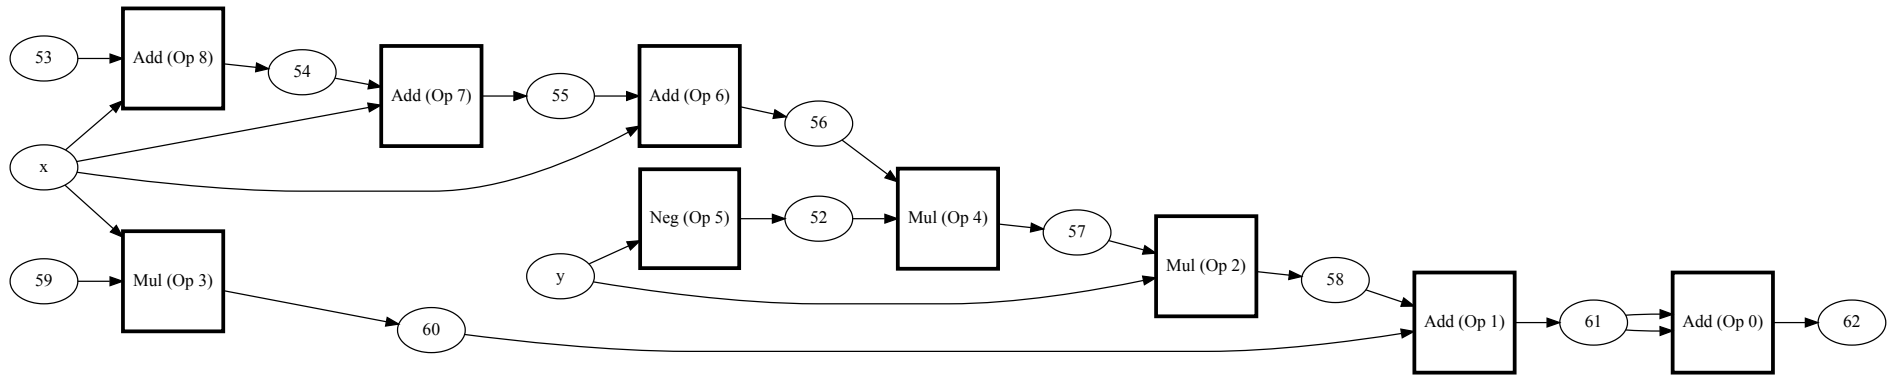 53
Add (Op 8)
54
Add (Op 7)
55
Add (Op 6)
56
x
Neg (Op 5)
52
Mul (Op 4)
57
Mul (Op 2)
58
59
Mul (Op 3)
y
60
Add (Op 1)
61
Add (Op 0)
62